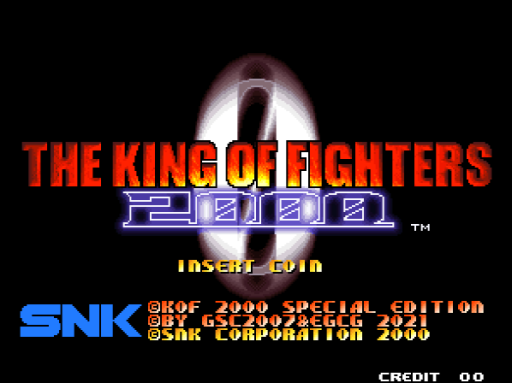 THE KING OF FIGHTERS
2000 ™
INSERT COIN
SNK
©KOF 2000 SPECIAL EDITION
©BY GSC2007&EGCG 2021
©SNK CORPORATION 2000
CREDIT 00